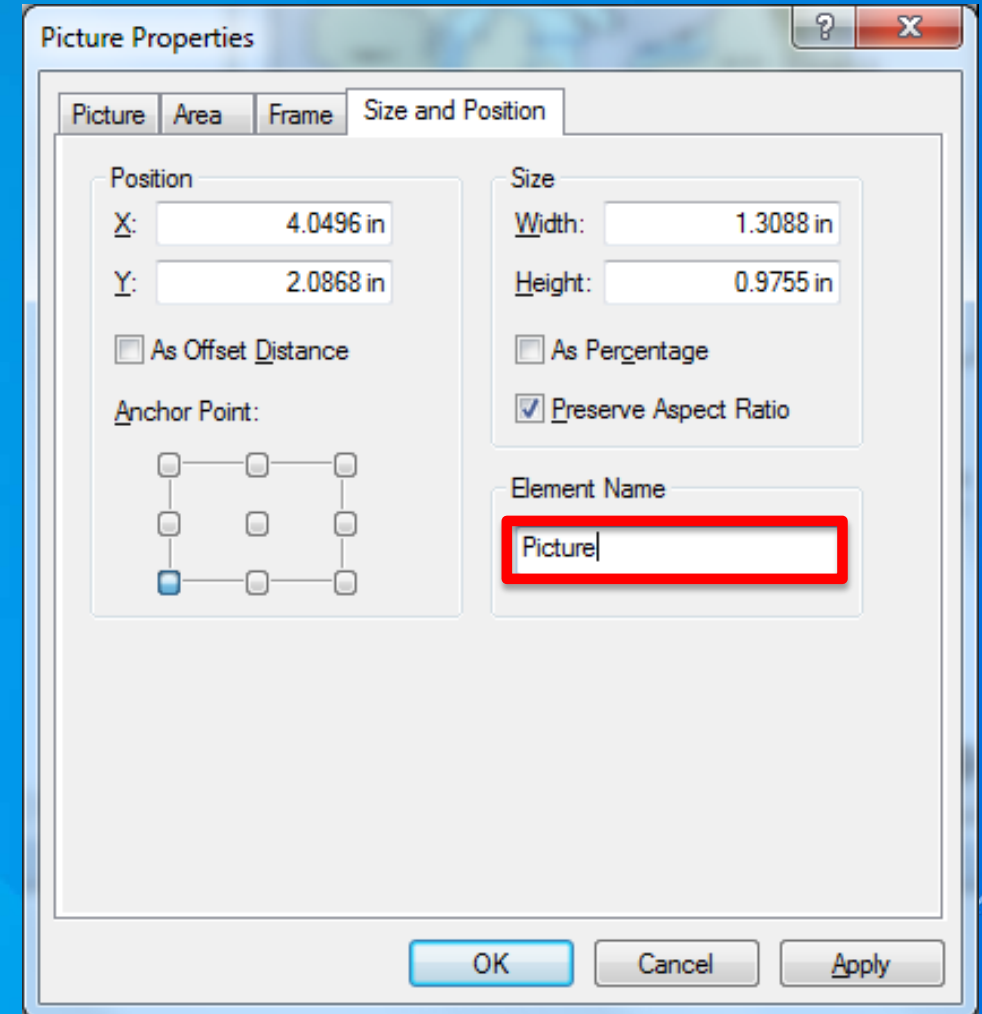 Picture Properties
?
X
Picture Area Frame Size and Position
Position
X: 4.0496 in
Y: 2.0868 in
As Offset Distance
Anchor Point:
Size
Width: 1.3088 in
Height: 0.9755 in
As Percentage
Preserve Aspect Ratio
Element Name
Picture
OK Cancel Apply